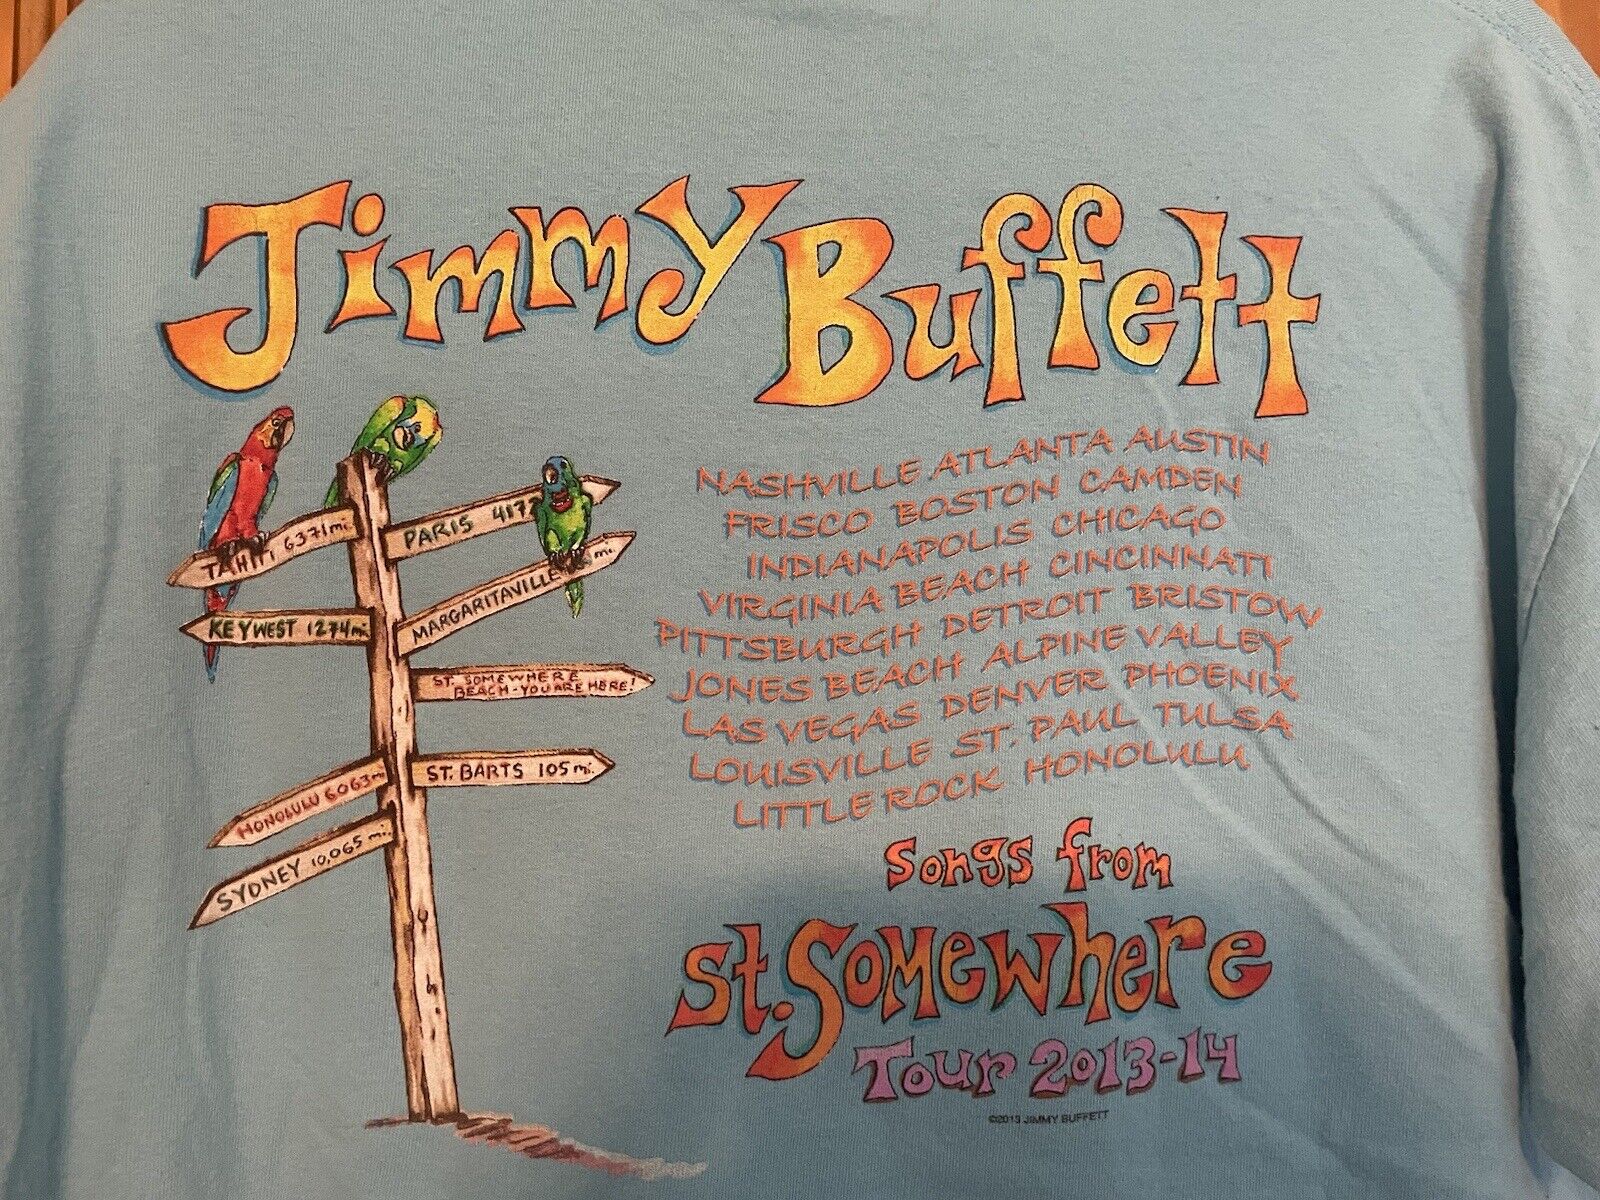 Jimmy Buffett
TAHITI 6371 mi.
PARIS 4177
KEY WEST 1274 mi.
MARGARITAVILLE mi.
ST. SOMEWHERE
BEACH - YOU ARE HERE!
HONOLULU 6063 mi
ST. BARTS 105 mi.
SYDNEY 10,065 mi.
NASHVILLE ATLANTA AUSTIN
FRISCO BOSTON CAMDEN
INDIANAPOLIS CHICAGO
VIRGINIA BEACH CINCINNATI
PITTSBURGH DETROIT BRISTOW
JONES BEACH ALPINE VALLEY
LAS VEGAS DENVER PHOENIX
LOUISVILLE ST. PAUL TULSA
LITTLE ROCK HONOLULU
Songs from
St. Somewhere
Tour 2013-14
©2013 JIMMY BUFFETT